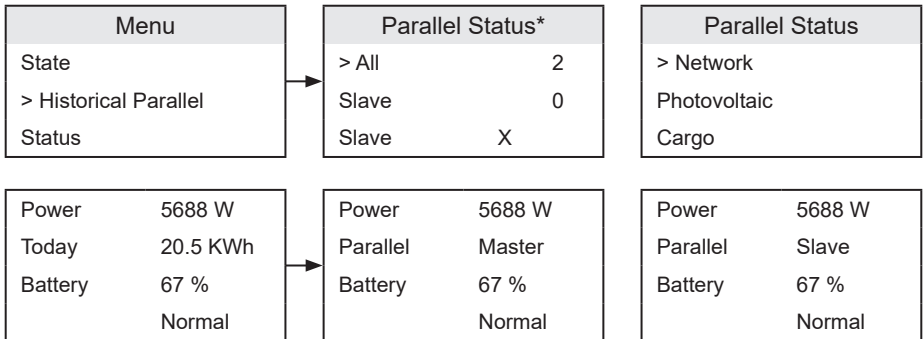 Menu
State
> Historical Parallel
Status
Parallel Status*
> All 2
Slave 0
Slave X
Parallel Status
> Network
Photovoltaic
Cargo
Power 5688 W
Today 20.5 KWh
Battery 67 %
Normal
Power 5688 W
Parallel Master
Battery 67 %
Normal
Power 5688 W
Parallel Slave
Battery 67 %
Normal